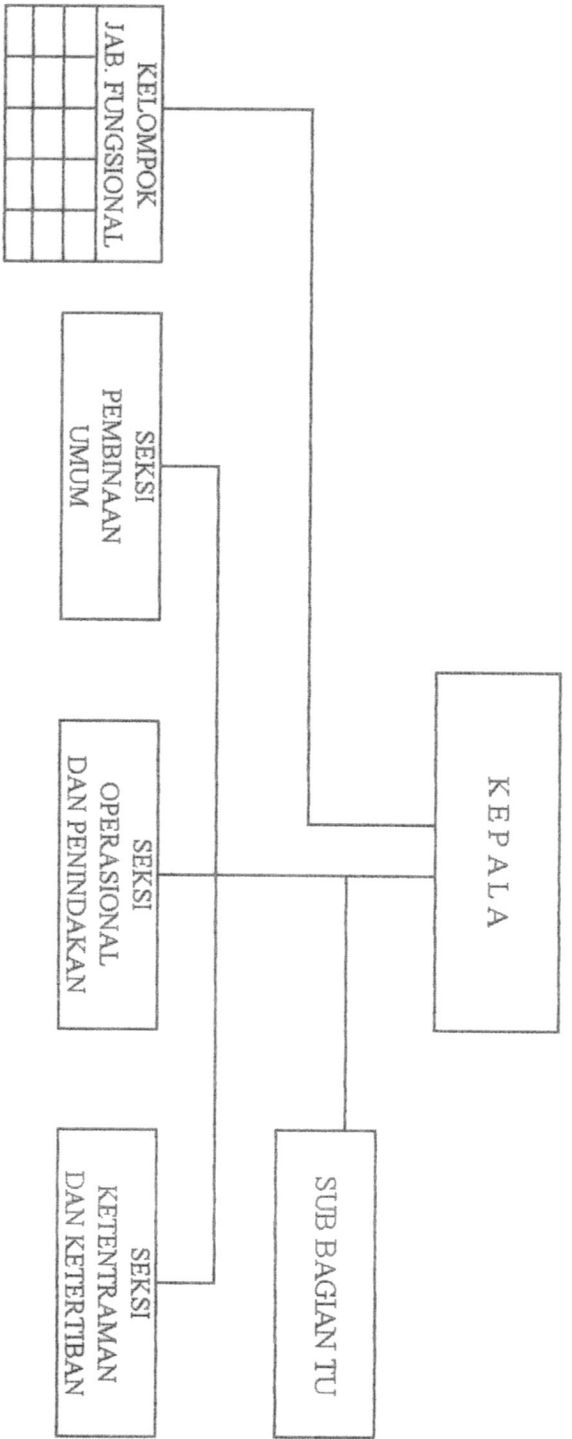 K E P A L A
SUB BAGIAN TU
KELOMPOK
JAB. FUNGSIONAL
SEKSI
PEMBINAAN
UMUM
SEKSI
OPERASIONAL
DAN PENINDAKAN
SEKSI
KETENTRAMAN
DAN KETERTIBAN